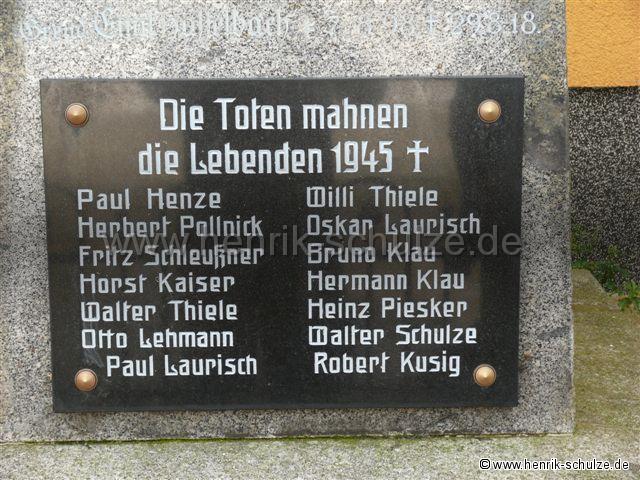 Die Toten mahnen
die Lebenden 1945 ✝
Paul Henze
Herbert Pollnick
Fritz Schleußner
Horst Kaiser
Walter Thiele
Otto Lehmann
Paul Laurisch
Willi Thiele
Oskar Laurisch
Bruno Klau
Hermann Klau
Heinz Piesker
Walter Schulze
Robert Kusig
www.henrik-schulze.de
©www.henrik-schulze.de